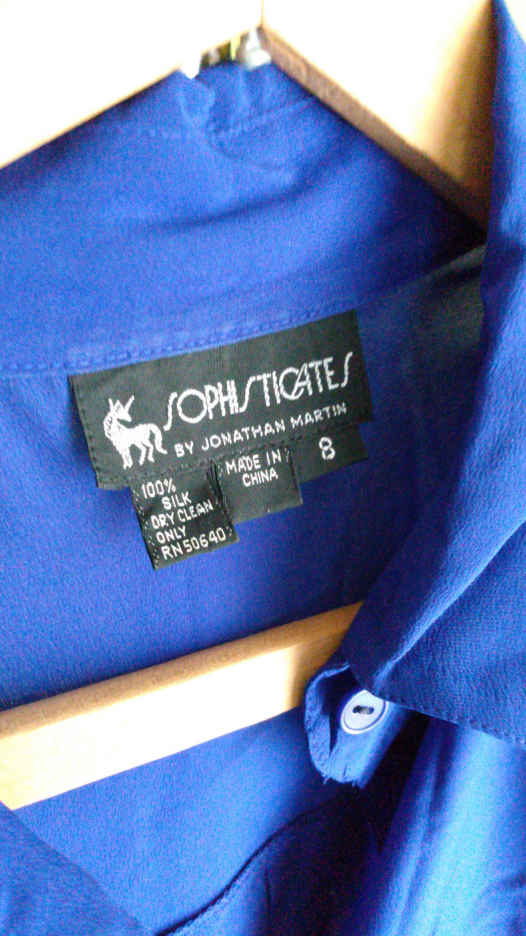 SOPHISTICATES
BY JONATHAN MARTIN
100%
SILK
DRY CLEAN
ONLY
RN50640
MADE IN
CHINA
8